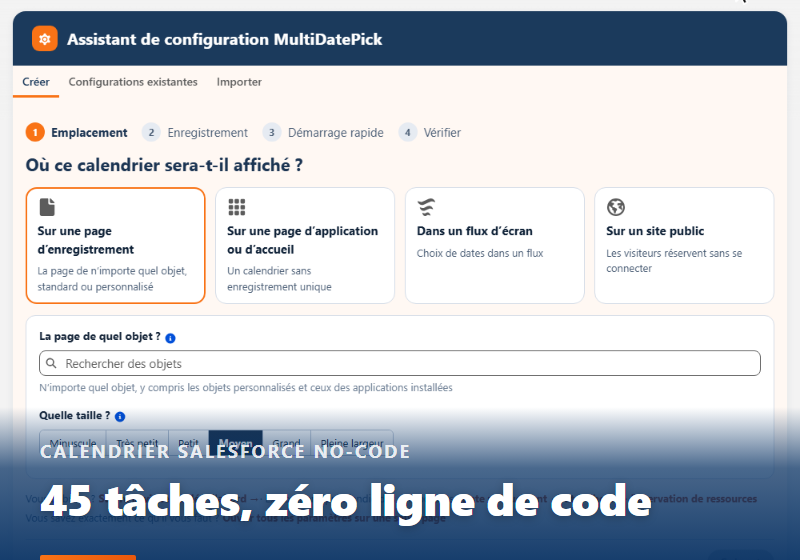 Assistant de configuration MultiDatePick
Créer Configurations existantes Importer
1 Emplacement 2 Enregistrement 3 Démarrage rapide 4 Vérifier
Où ce calendrier sera-t-il affiché ?
Sur une page
d’enregistrement
La page de n’importe quel objet,
standard ou personnalisé
Sur une page d’application
ou d’accueil
Un calendrier sans
enregistrement unique
Dans un flux d’écran
Choix de dates dans un flux
Sur un site public
Les visiteurs réservent sans se
connecter
La page de quel objet ?
Rechercher des objets
N’importe quel objet, y compris les objets personnalisés et ceux des applications installées
Quelle taille ?
Minuscule Très petit Petit Moyen Grand Pleine largeur
CALENDRIER SALESFORCE NO-CODE
45 tâches, zéro ligne de code